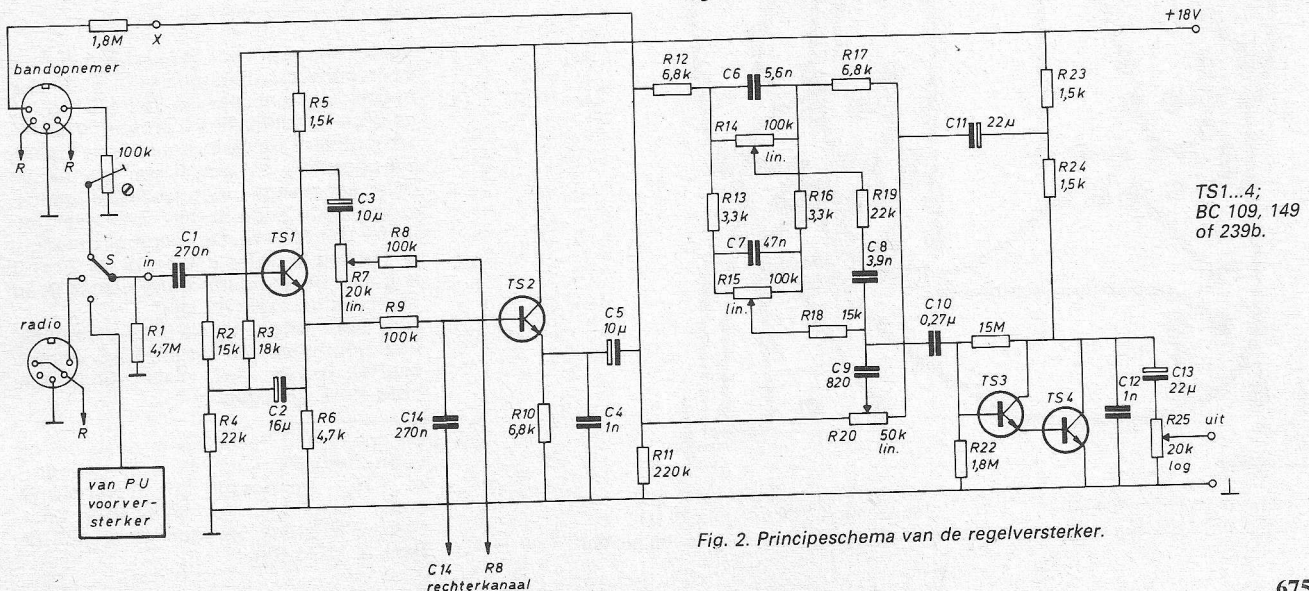 +18V
1,8M
X
bandopnemer
R
R
100k
S
in
C1
270n
radio
R
R1
4,7M
van PU
voorver-
sterker
R2
15k
R3
18k
R4
22k
C2
16µ
R5
1,5k
TS1
R6
4,7k
C3
10µ
R7
20k
lin.
R8
100k
R9
100k
C14
270n
C14
R8
rechterkanaal
TS2
R10
6,8k
C4
1n
C5
10µ
R11
220k
R12
6,8k
C6
5,6n
R17
6,8k
R14
100k
lin.
R13
3,3k
R16
3,3k
R19
22k
C7
47n
R15
100k
lin.
C8
3,9n
R18
15k
C9
820
R20
50k
lin.
C10
0,27µ
C11
22µ
R23
1,5k
R24
1,5k
15M
TS3
TS4
R22
1,8M
C12
1n
C13
22µ
R25
20k
log
uit
TS1...4;
BC 109, 149
of 239b.
Fig. 2. Principeschema van de regelversterker.
675